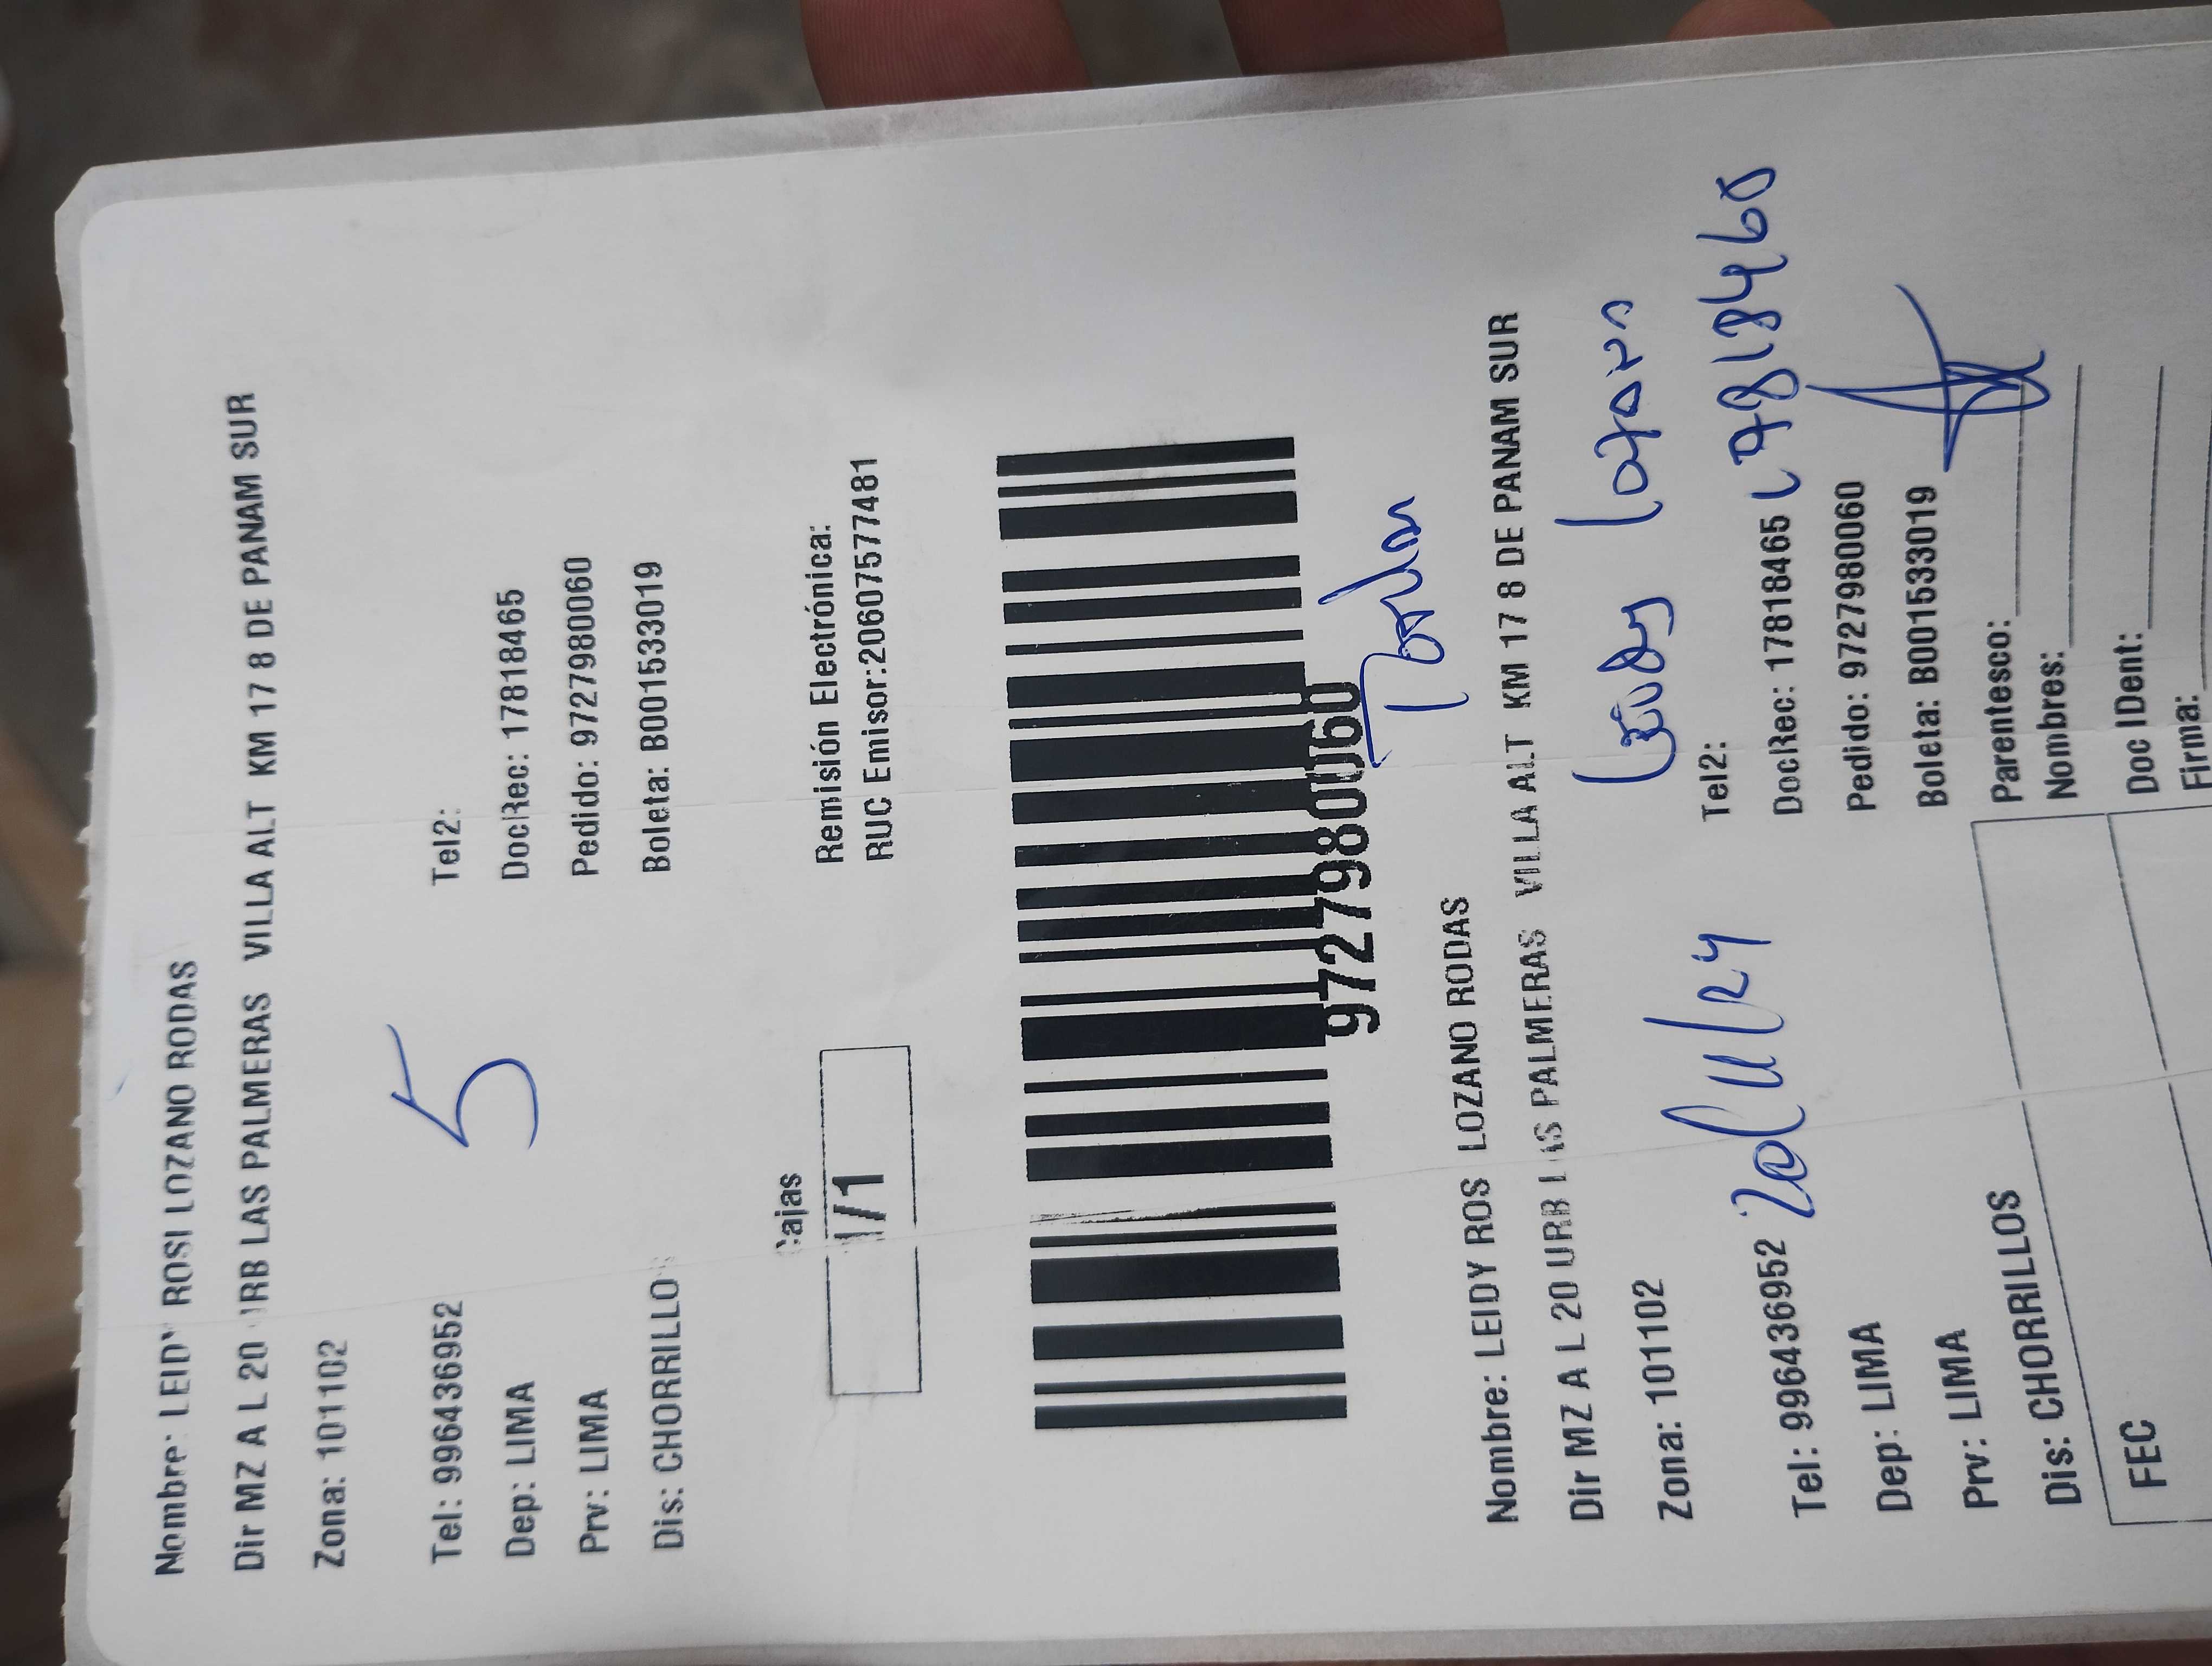 Nombre: LEIDY ROSI LOZANO RODAS
Dir MZ A L 20 URB LAS PALMERAS VILLA ALT KM 17 8 DE PANAM SUR
Zona: 101102
5
Tel: 996436952 Tel2:
Dep: LIMA DocRec: 17818465
Prv: LIMA Pedido: 9727980060
Dis: CHORRILLOS Boleta: B001533019
Cajas
1/1
Remisión Electrónica:
RUC Emisor:20607577481
9727980060
Nombre: LEIDY ROS LOZANO RODAS
Dir MZ A L 20 URB LAS PALMERAS VILLA ALT KM 17 8 DE PANAM SUR
Zona: 101102
Leidy Lozano
Tel: 996436952 Tel2:
Dep: LIMA DocRec: 17818465
Prv: LIMA Pedido: 9727980060
Dis: CHORRILLOS Boleta: B001533019
Parentesco:
Nombres:
FEC
Doc IDent:
Firma: